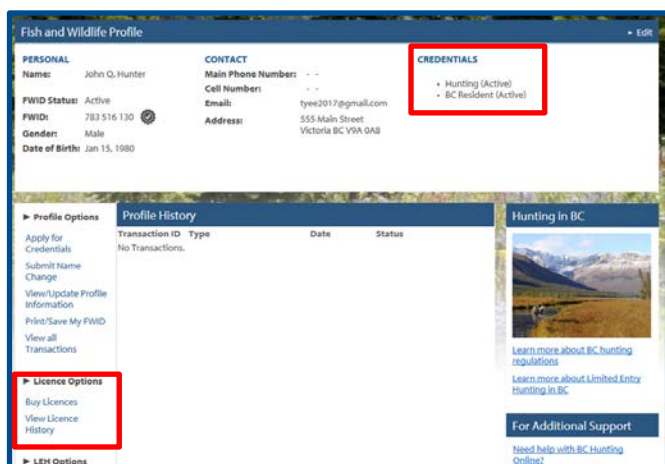 Fish and Wildlife Profile
▸ Edit
PERSONAL
Name: John Q. Hunter
FWID Status: Active
FWID: 783 516 130
Gender: Male
Date of Birth: Jan 15, 1980
CONTACT
Main Phone Number: - -
Cell Number: - -
Email: tyee2017@gmail.com
Address: 555 Main Street
Victoria BC V9A 0A8
CREDENTIALS
• Hunting (Active)
• BC Resident (Active)
▶ Profile Options
Apply for
Credentials
Submit Name
Change
View/Update Profile
Information
Print/Save My FWID
View all
Transactions
▶ Licence Options
Buy Licences
View Licence
History
▶ LEH Options
Profile History
Transaction ID Type Date Status
No Transactions.
Hunting in BC
Learn more about BC hunting
regulations
Learn more about Limited Entry
Hunting in BC
For Additional Support
Need help with BC Hunting
Online?